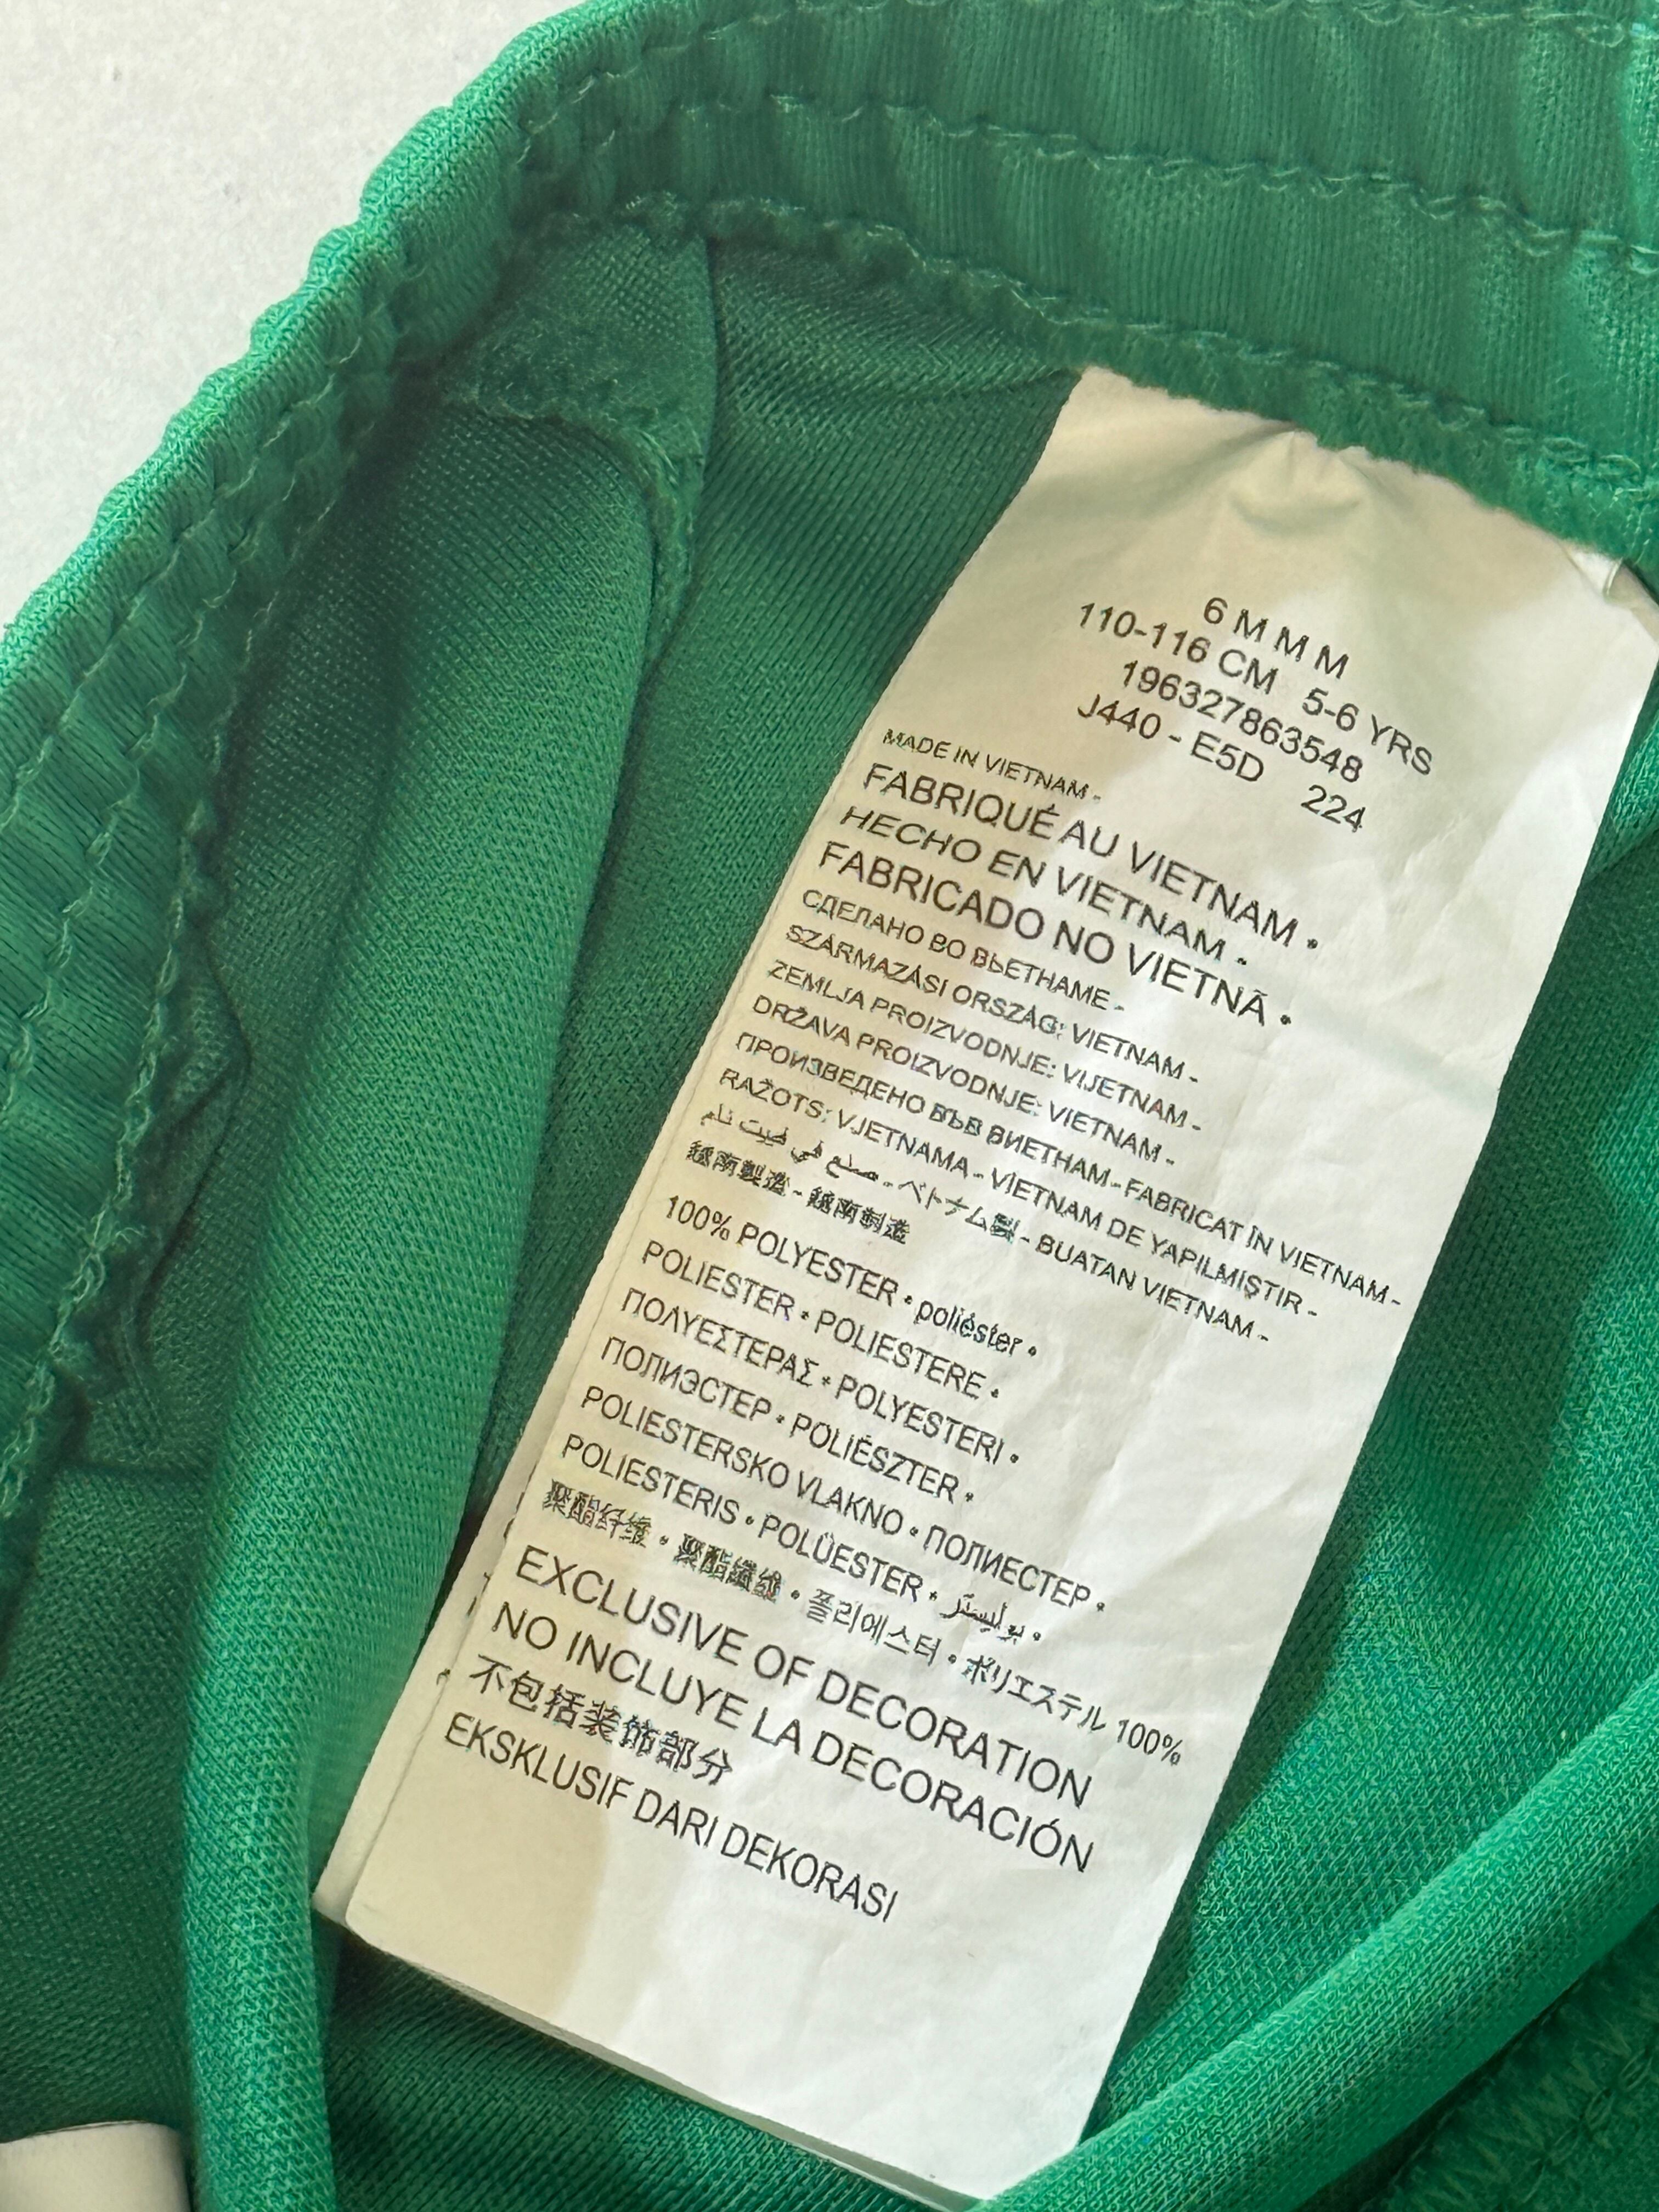 6 M M M
110-116 CM 5-6 YRS
196327863548
J440 - E5D 224
MADE IN VIETNAM -
FABRIQUÉ AU VIETNAM •
HECHO EN VIETNAM -
FABRICADO NO VIETNÃ •
СДЕЛАНО ВО ВЬЕТНАМЕ -
SZÁRMAZÁSI ORSZÁG: VIETNAM -
ZEMLJA PROIZVODNJE: VIJETNAM -
DRŽAVA PROIZVODNJE: VIETNAM -
ПРОИЗВЕДЕНО ВЪВ ВИЕТНАМ - FABRICAT ÎN VIETNAM -
RAŽOTS: VJETNAMA - VIETNAM DE YAPILMIŞTIR -
صنع في فييت نام - ベトナム製 - BUATAN VIETNAM -
越南製造 - 越南制造
100% POLYESTER • poliéster •
POLIESTER • POLIESTERE •
ΠΟΛΥΕΣΤΕΡΑΣ • POLYESTERI •
ПОЛИЭСТЕР • POLIÉSZTER •
POLIESTERSKO VLAKNO • ПОЛИЕСТЕР •
POLIESTERIS • POLÜESTER • بوليستر •
聚酯纤维 • 聚酯纖維 • 폴리에스터 • ポリエステル 100%
EXCLUSIVE OF DECORATION
NO INCLUYE LA DECORACIÓN
不包括装饰部分
EKSKLUSIF DARI DEKORASI